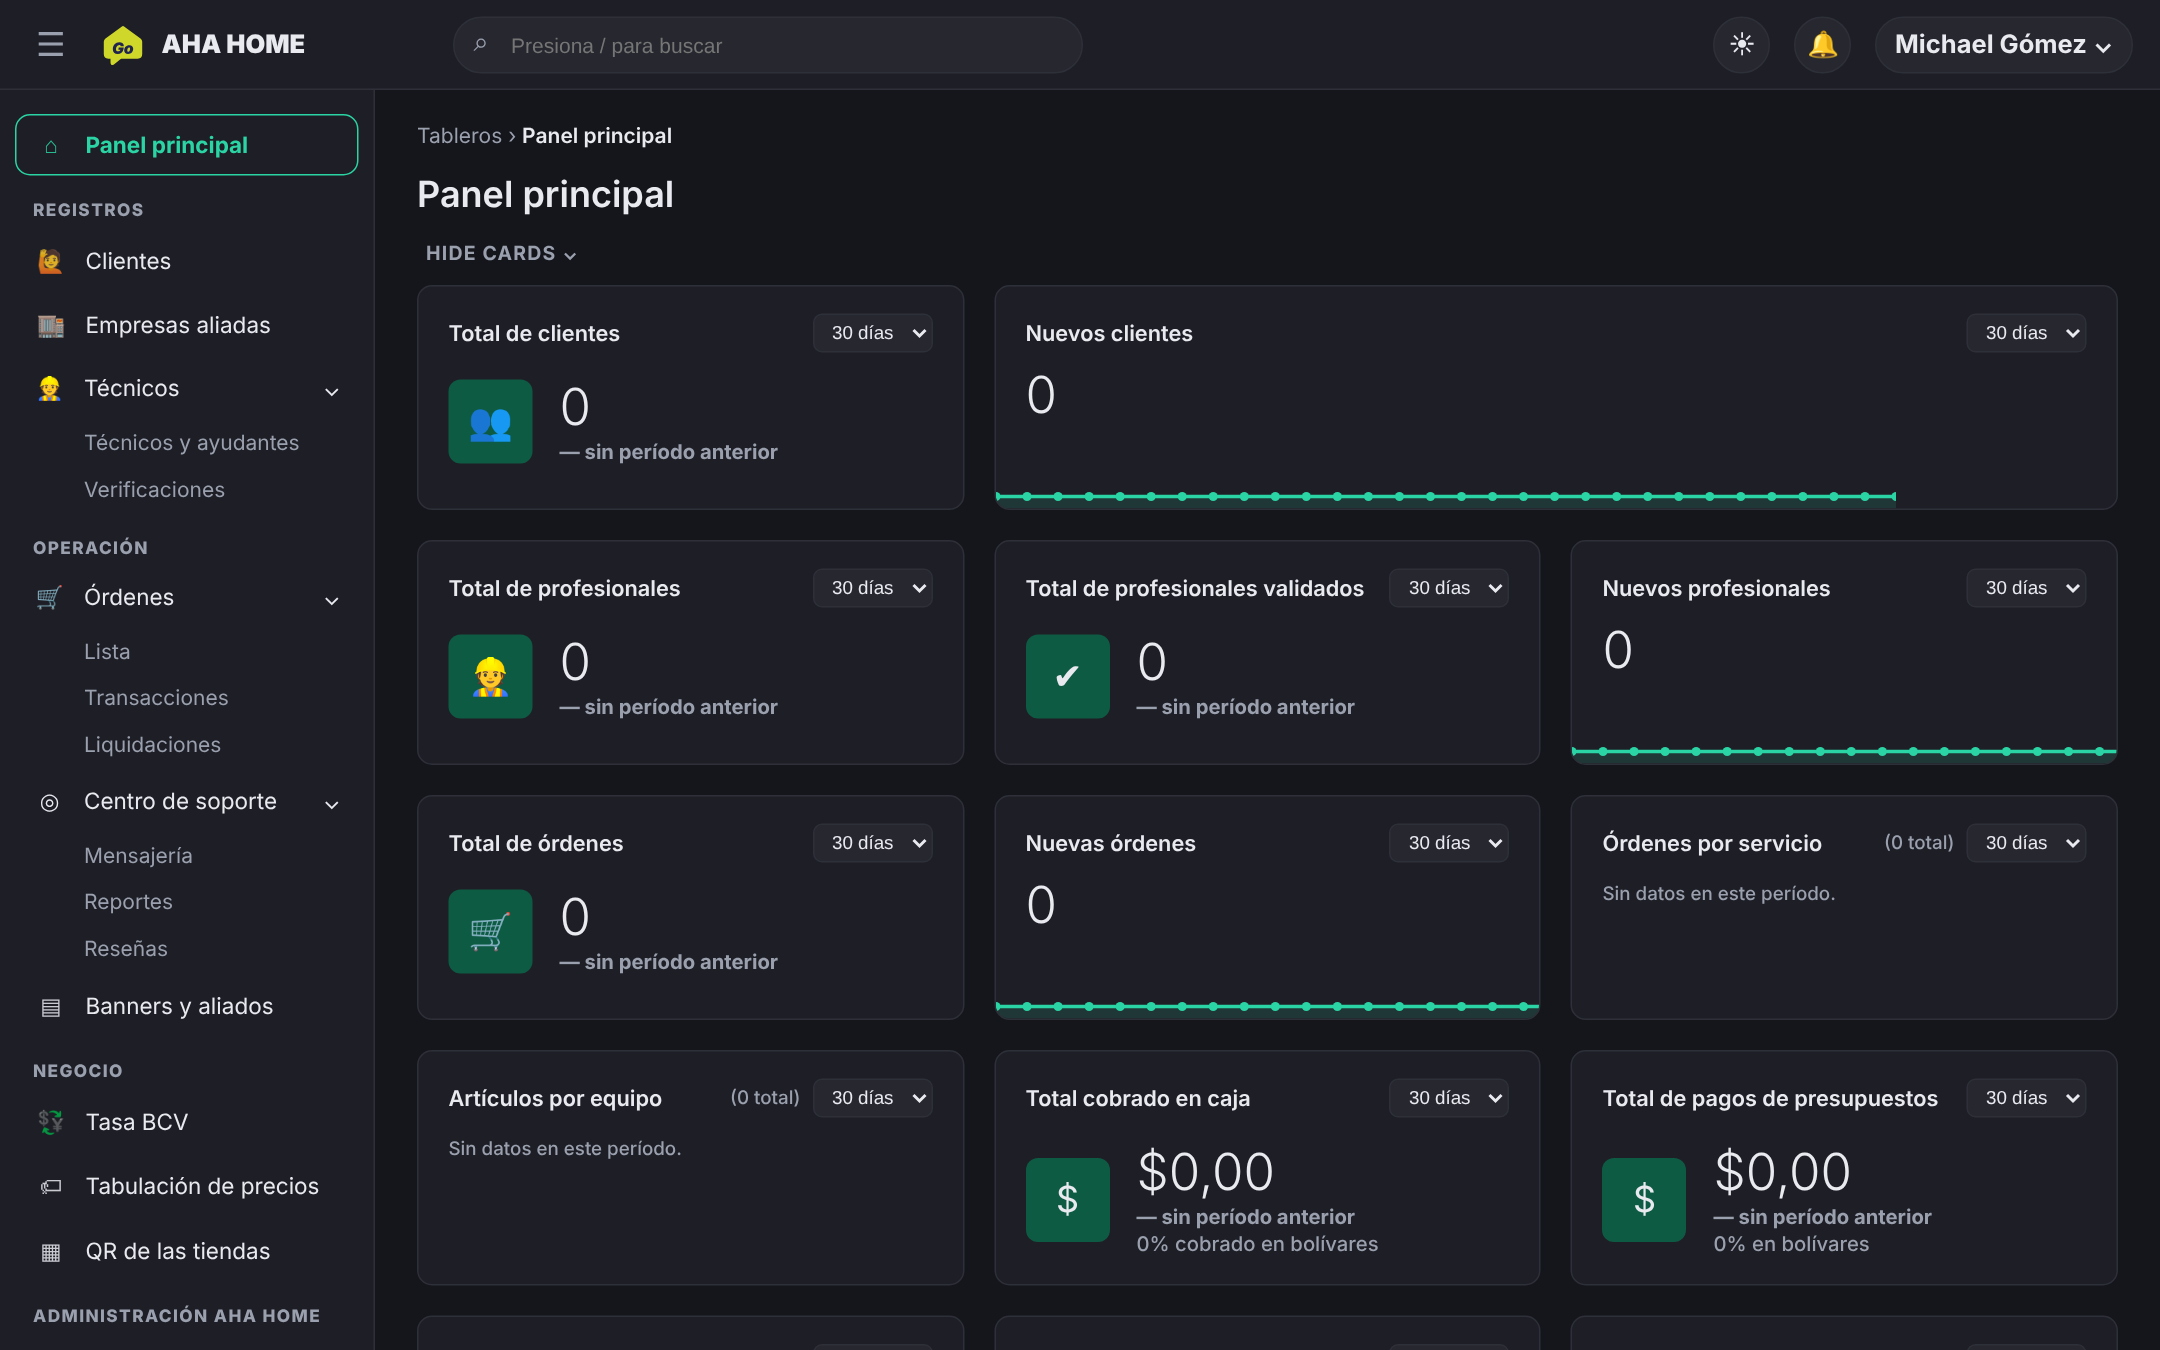 Go AHA HOME
Presiona / para buscar
Michael Gómez
Panel principal
REGISTROS
Clientes
Empresas aliadas
Técnicos
Técnicos y ayudantes
Verificaciones
OPERACIÓN
Órdenes
Lista
Transacciones
Liquidaciones
Centro de soporte
Mensajería
Reportes
Reseñas
Banners y aliados
NEGOCIO
Tasa BCV
Tabulación de precios
QR de las tiendas
ADMINISTRACIÓN AHA HOME
Tableros › Panel principal
Panel principal
HIDE CARDS
Total de clientes 30 días
0
— sin período anterior
Nuevos clientes 30 días
0
Total de profesionales 30 días
0
— sin período anterior
Total de profesionales validados 30 días
✔ 0
— sin período anterior
Nuevos profesionales 30 días
0
Total de órdenes 30 días
0
— sin período anterior
Nuevas órdenes 30 días
0
Órdenes por servicio (0 total) 30 días
Sin datos en este período.
Artículos por equipo (0 total) 30 días
Sin datos en este período.
Total cobrado en caja 30 días
$ $0,00
— sin período anterior
0% cobrado en bolívares
Total de pagos de presupuestos 30 días
$ $0,00
— sin período anterior
0% en bolívares